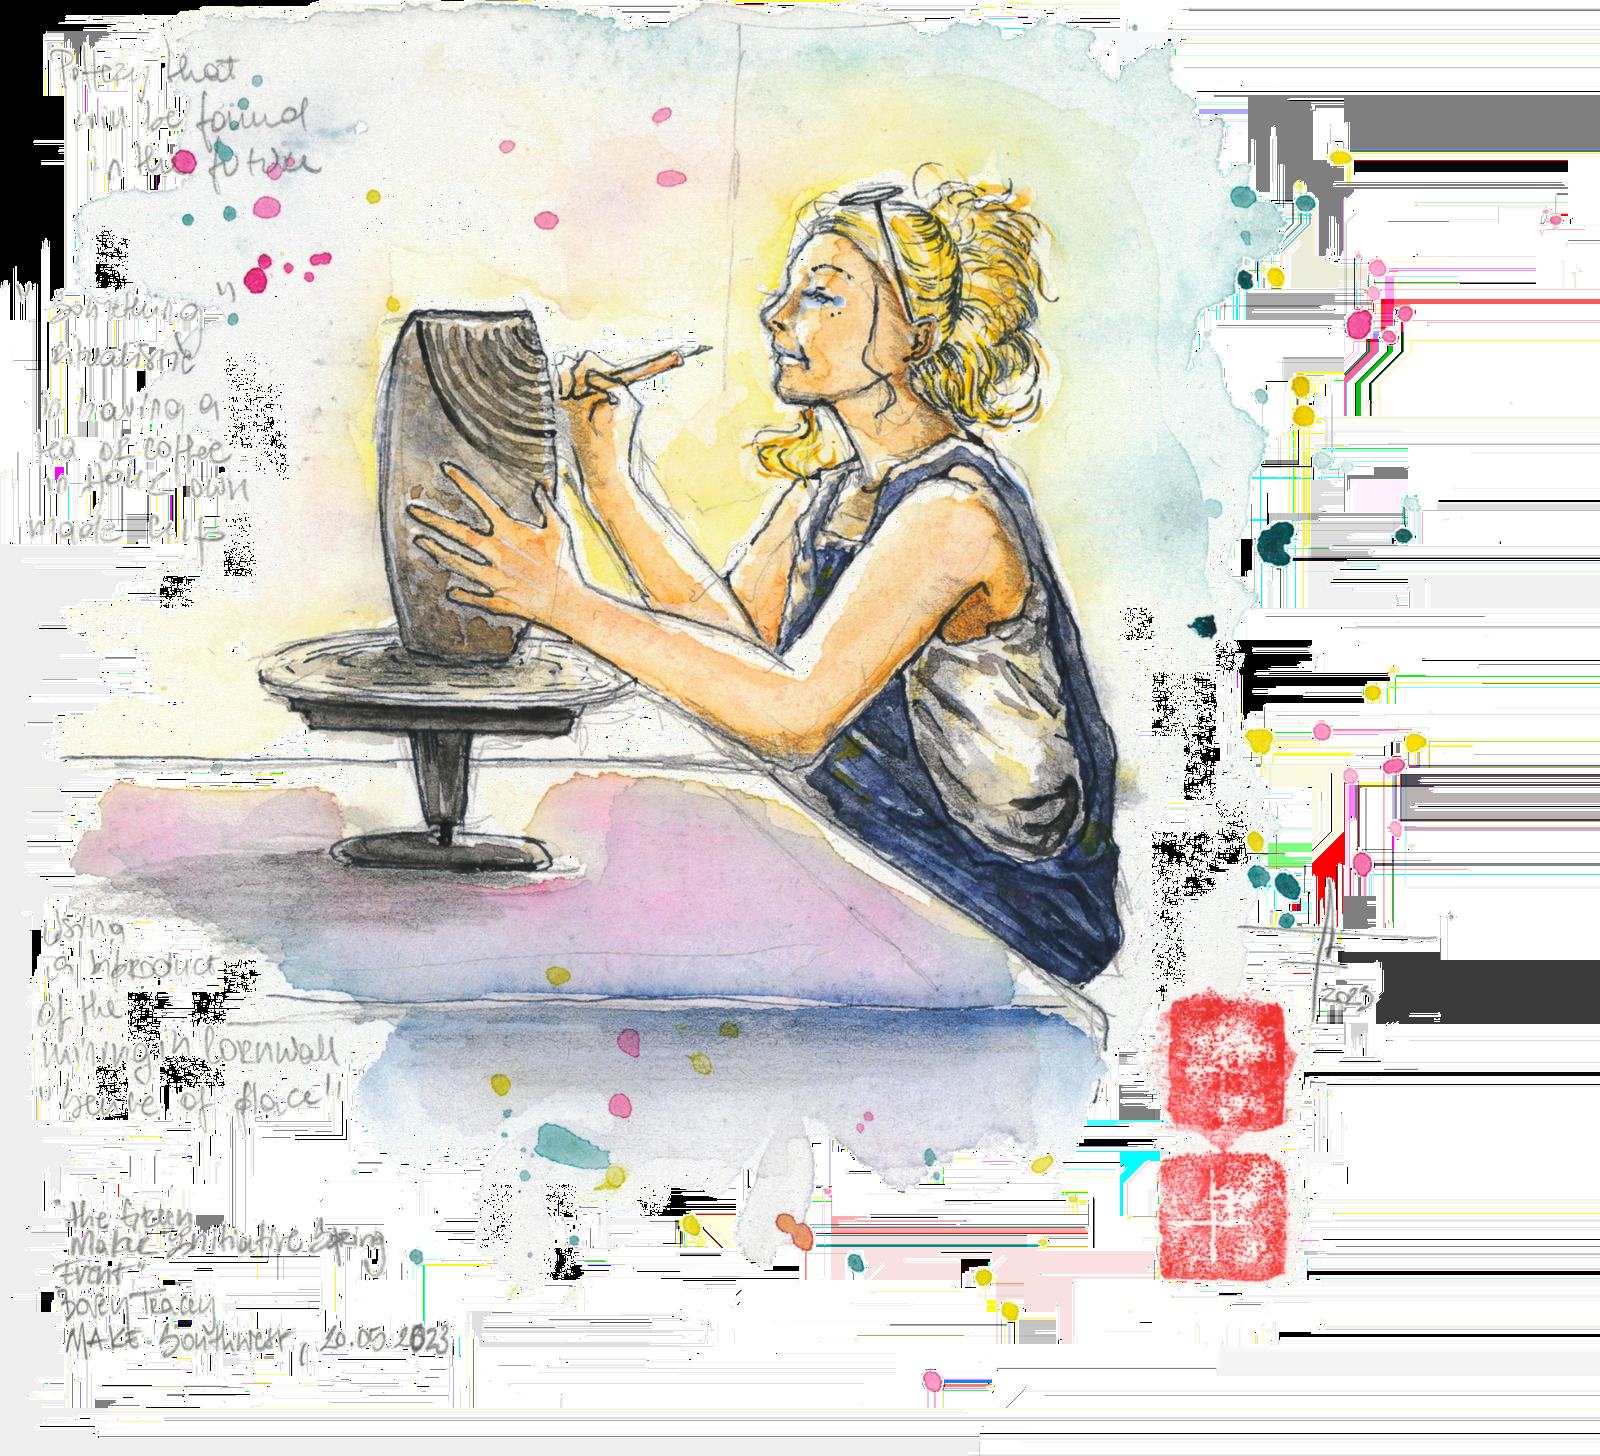 Pottery that
will be found
in the future
"Something
ritualistic
in having a
tea or coffee
in your own
made cup"
Using
a biproduct
of the
mining in Cornwall
"Sense of place"
The Green
Maker Initiative Spring
Event
Bovey Tracey
MAKE Southwest, 20.05.2023
2023